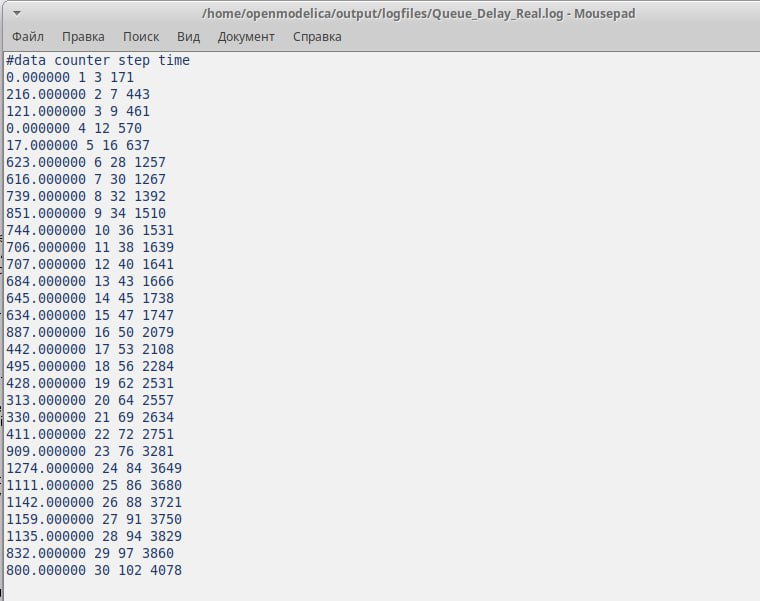 /home/openmodelica/output/logfiles/Queue_Delay_Real.log - Mousepad
Файл Правка Поиск Вид Документ Справка
#data counter step time
0.000000 1 3 171
216.000000 2 7 443
121.000000 3 9 461
0.000000 4 12 570
17.000000 5 16 637
623.000000 6 28 1257
616.000000 7 30 1267
739.000000 8 32 1392
851.000000 9 34 1510
744.000000 10 36 1531
706.000000 11 38 1639
707.000000 12 40 1641
684.000000 13 43 1666
645.000000 14 45 1738
634.000000 15 47 1747
887.000000 16 50 2079
442.000000 17 53 2108
495.000000 18 56 2284
428.000000 19 62 2531
313.000000 20 64 2557
330.000000 21 69 2634
411.000000 22 72 2751
909.000000 23 76 3281
1274.000000 24 84 3649
1111.000000 25 86 3680
1142.000000 26 88 3721
1159.000000 27 91 3750
1135.000000 28 94 3829
832.000000 29 97 3860
800.000000 30 102 4078